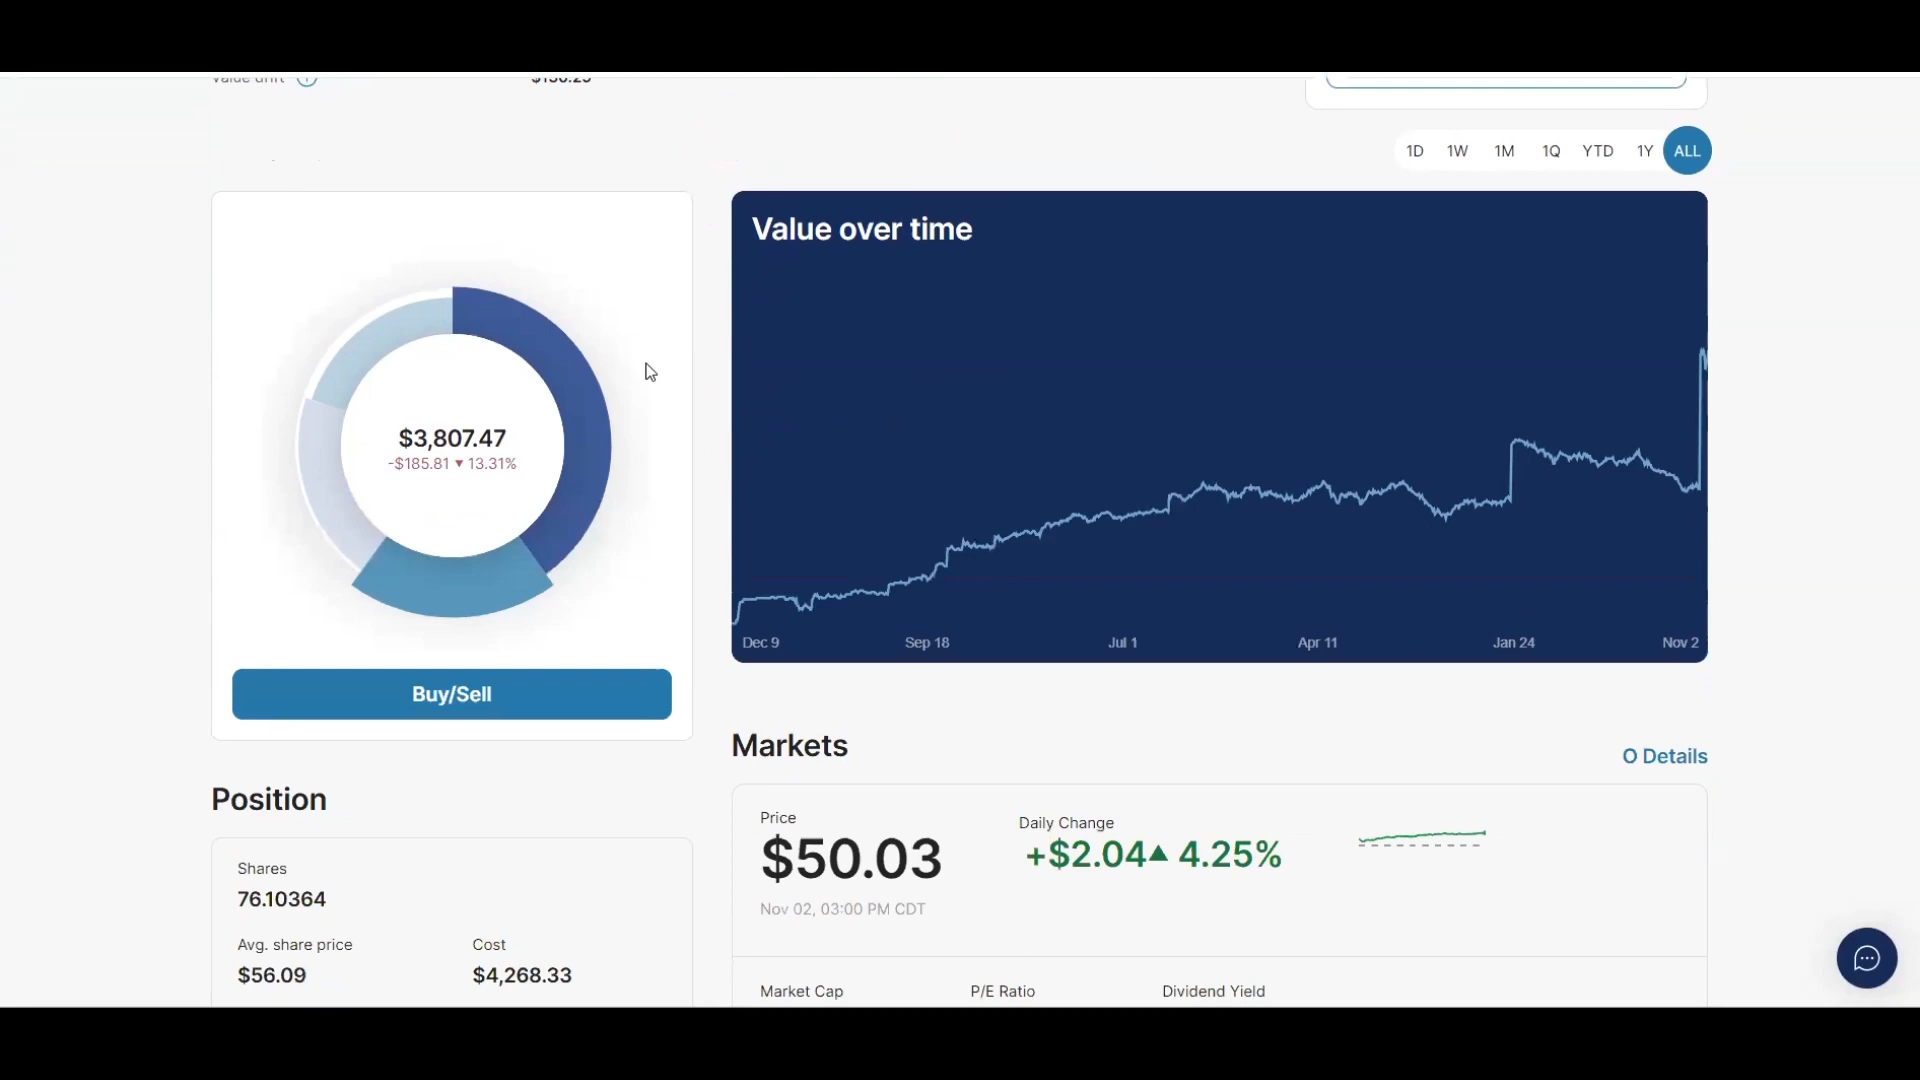 1D 1W 1M 1Q YTD 1Y ALL
Value over time
$3,807.47
-$185.81 ▼ 13.31%
Dec 9 Sep 18 Jul 1 Apr 11 Jan 24 Nov 2
Buy/Sell
Markets
O Details
Position
Price
$50.03
Nov 02, 03:00 PM CDT
Daily Change
+$2.04▲ 4.25%
Shares
76.10364
Avg. share price
$56.09
Cost
$4,268.33
Market Cap P/E Ratio Dividend Yield